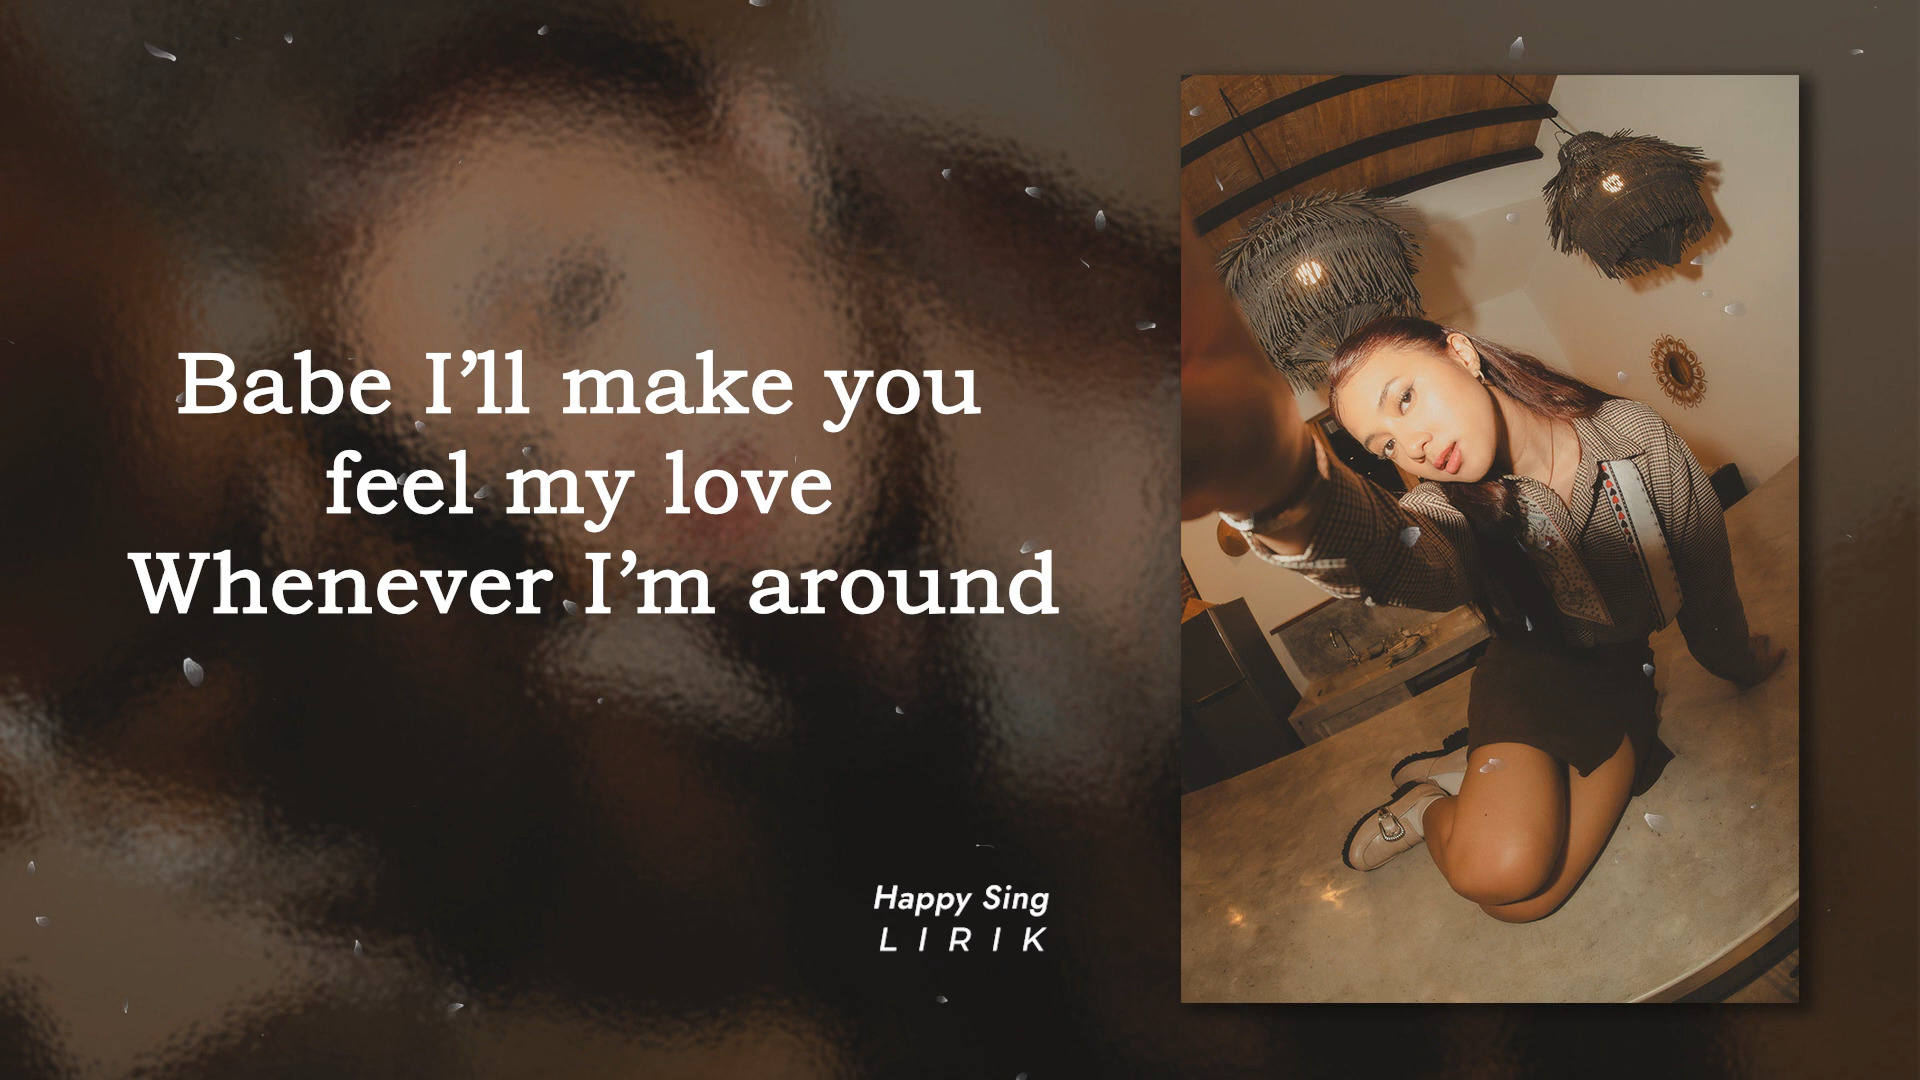 Babe I’ll make you
feel my love
Whenever I’m around
Happy Sing
LIRIK